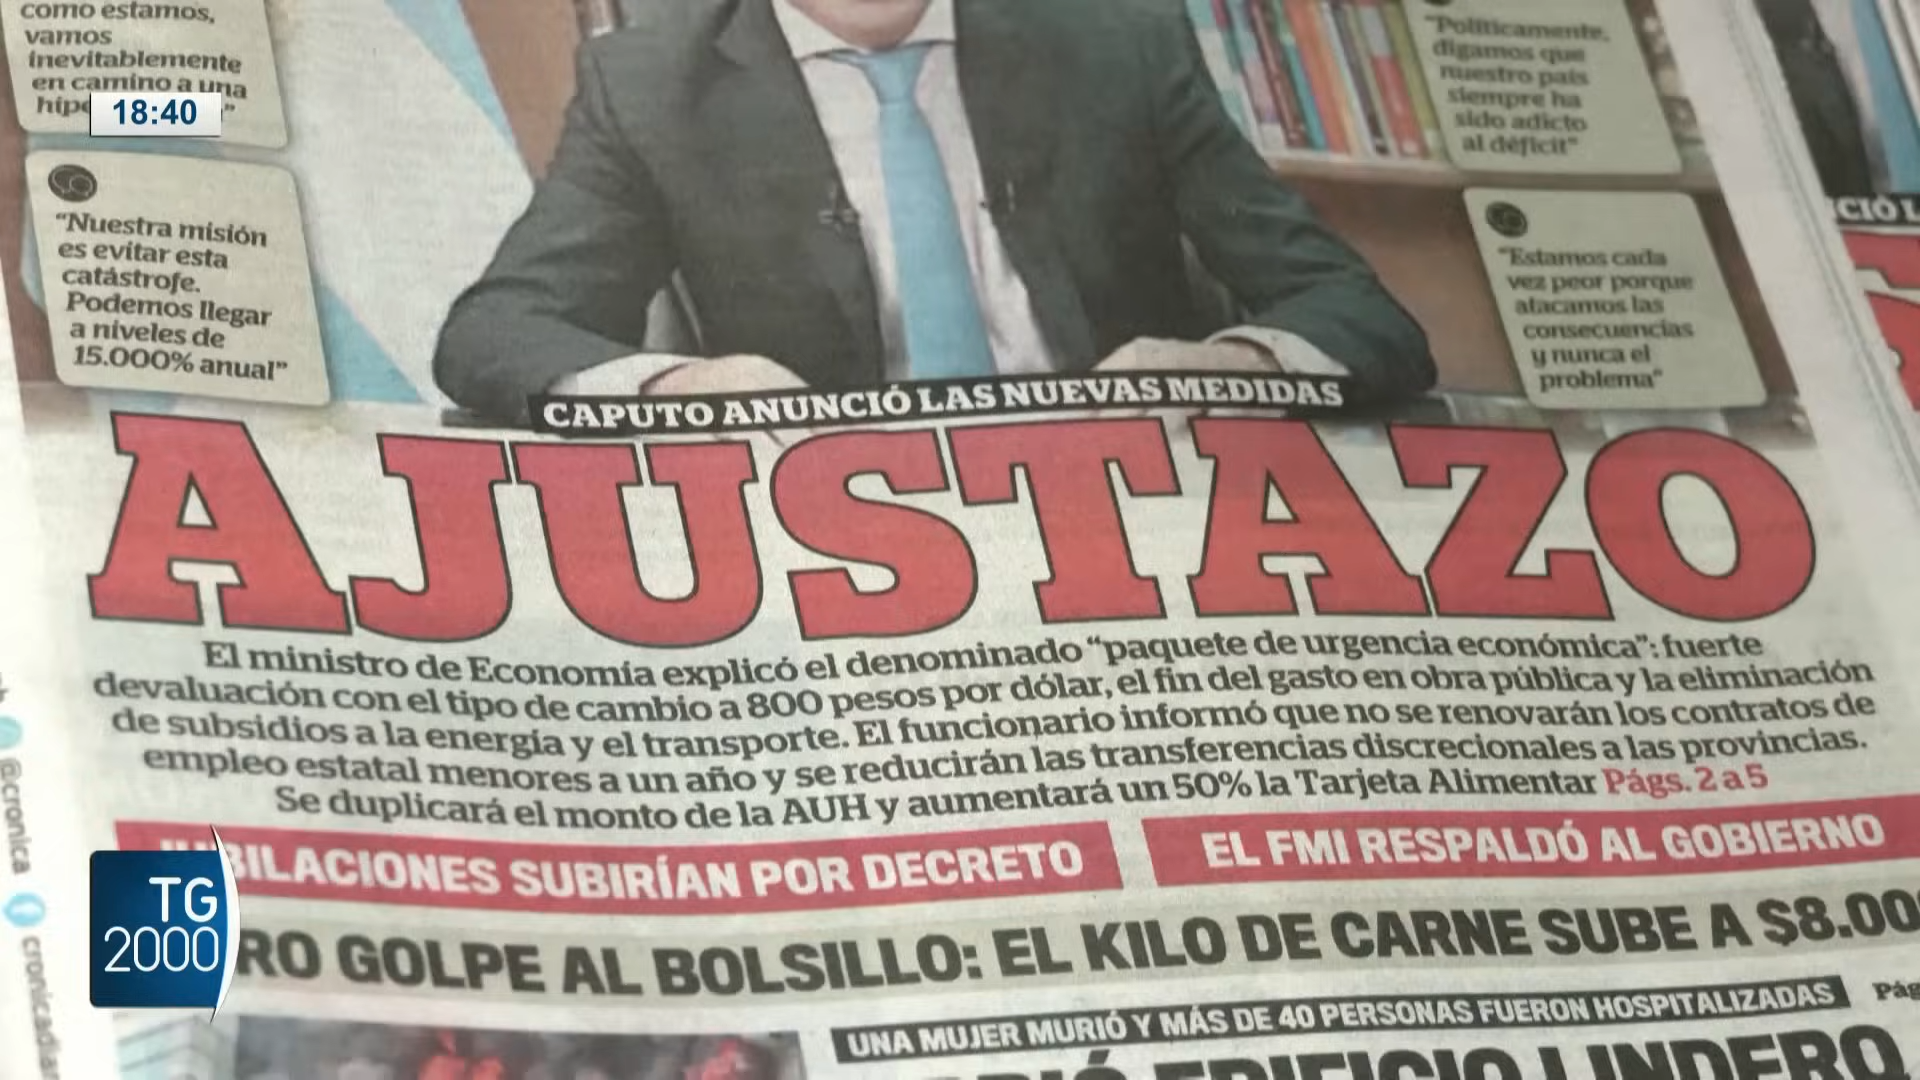 como estamos,
vamos
inevitablemente
en camino a una
18:40
"Nuestra misión
es evitar esta
catástrofe.
Podemos llegar
a niveles de
15.000% anual"
"Políticamente,
digamos que
nuestro país
siempre ha
sido adicto
al déficit"
"Estamos cada
vez peor porque
atacamos las
consecuencias
y nunca el
problema"
CAPUTO ANUNCIÓ LAS NUEVAS MEDIDAS
AJUSTAZO
El ministro de Economía explicó el denominado "paquete de urgencia económica": fuerte
devaluación con el tipo de cambio a 800 pesos por dólar, el fin del gasto en obra pública y la eliminación
de subsidios a la energía y el transporte. El funcionario informó que no se renovarán los contratos de
empleo estatal menores a un año y se reducirán las transferencias discrecionales a las provincias.
Se duplicará el monto de la AUH y aumentará un 50% la Tarjeta Alimentar Págs. 2 a 5
JUBILACIONES SUBIRÍAN POR DECRETO
EL FMI RESPALDÓ AL GOBIERNO
TG
2000
GOLPE AL BOLSILLO: EL KILO DE CARNE SUBE A
UNA MUJER MURIÓ Y MÁS DE 40 PERSONAS FUERON HOSPITALIZADAS
EDIFICIO LINDERO
@cronica